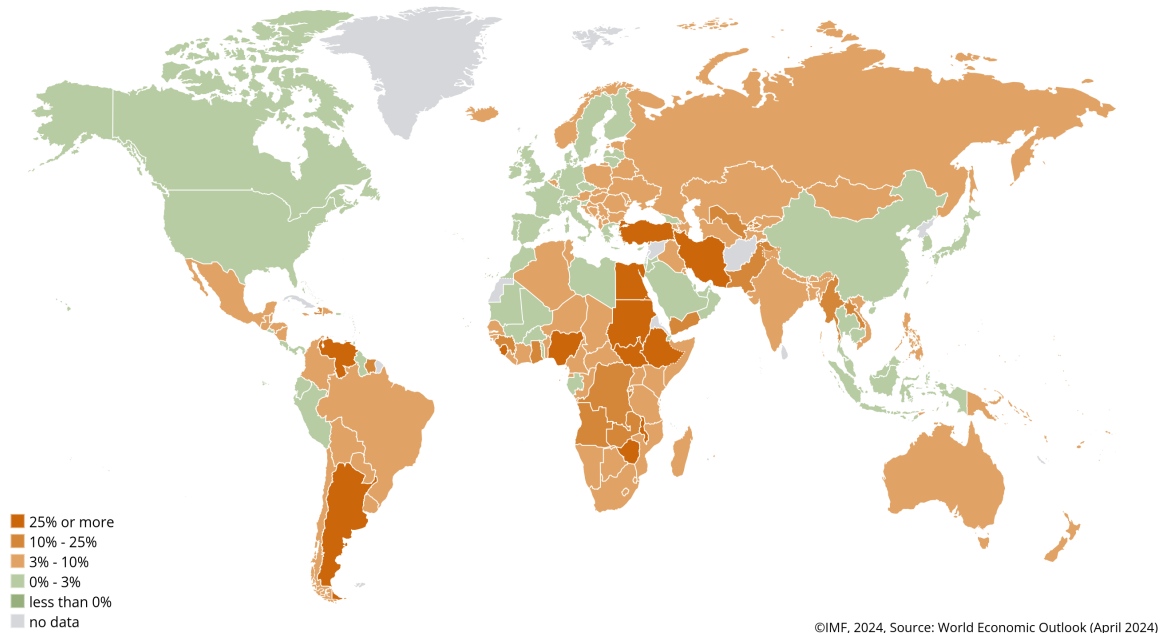 25% or more
10% - 25%
3% - 10%
0% - 3%
less than 0%
no data
©IMF, 2024, Source: World Economic Outlook (April 2024)